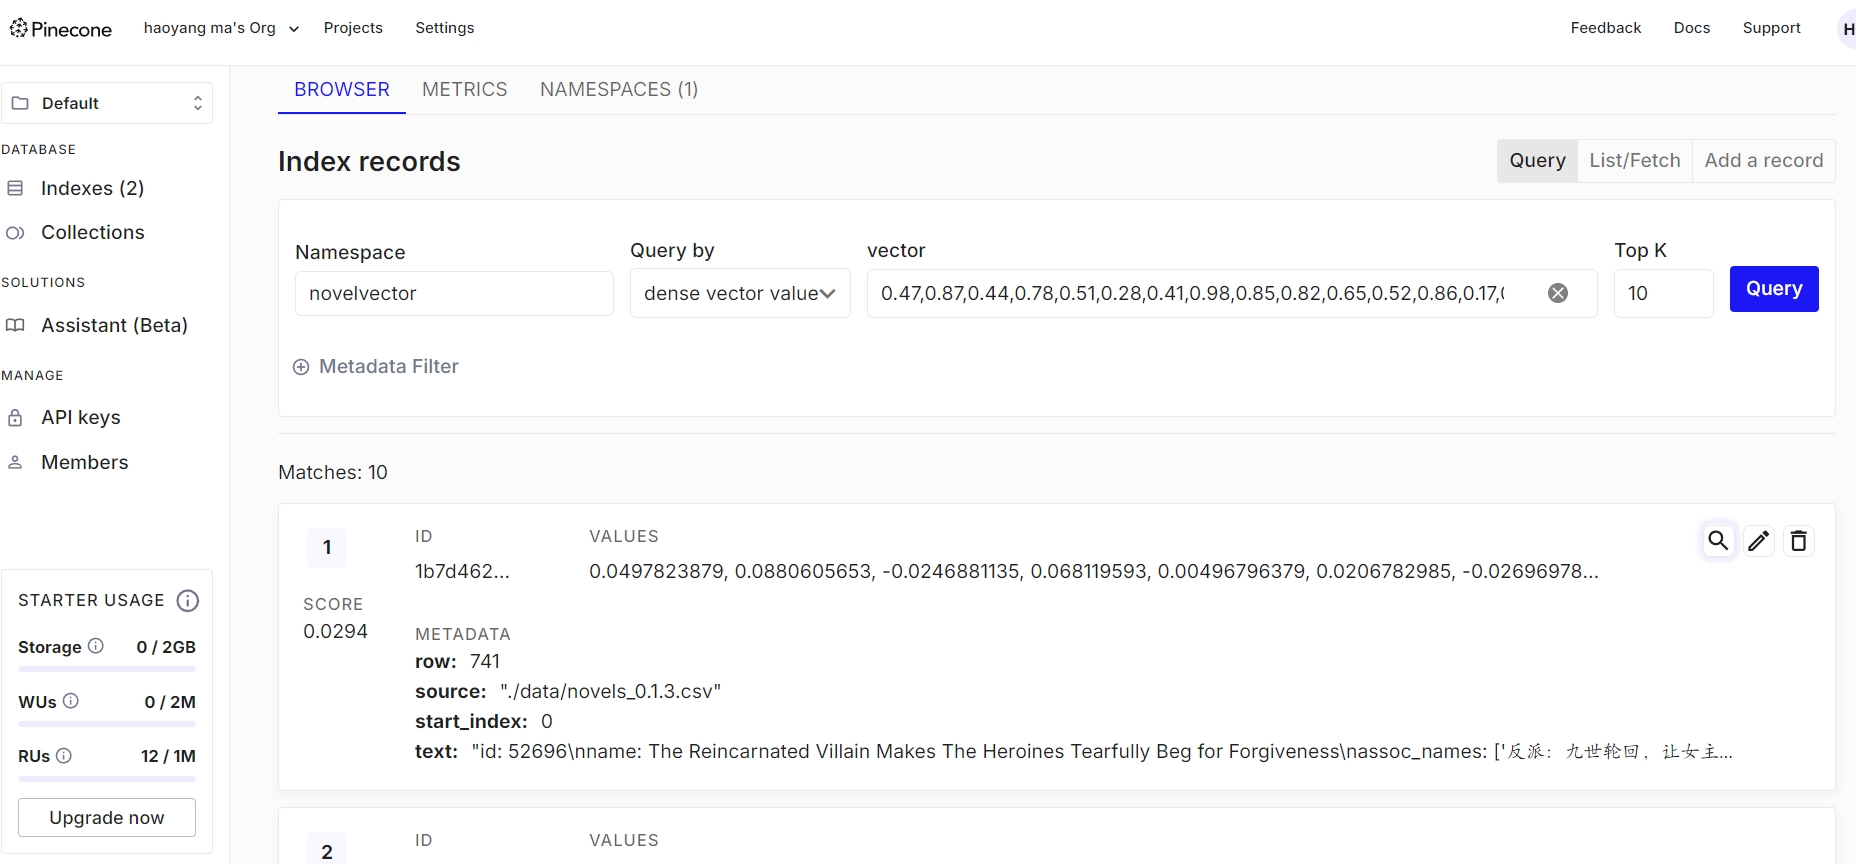 Pinecone
haoyang ma's Org
Projects
Settings
Feedback
Docs
Support
H
Default
DATABASE
Indexes (2)
Collections
SOLUTIONS
Assistant (Beta)
MANAGE
API keys
Members
STARTER USAGE
Storage 0 / 2GB
WUs 0 / 2M
RUs 12 / 1M
Upgrade now
BROWSER
METRICS
NAMESPACES (1)
Index records
Query
List/Fetch
Add a record
Namespace
novelvector
Query by
dense vector value
vector
0.47,0.87,0.44,0.78,0.51,0.28,0.41,0.98,0.85,0.82,0.65,0.52,0.86,0.17,
Top K
10
Query
Metadata Filter
Matches: 10
1
SCORE
0.0294
ID
1b7d462...
VALUES
0.0497823879, 0.0880605653, -0.0246881135, 0.068119593, 0.00496796379, 0.0206782985, -0.02696978...
METADATA
row: 741
source: "./data/novels_0.1.3.csv"
start_index: 0
text: "id: 52696\nname: The Reincarnated Villain Makes The Heroines Tearfully Beg for Forgiveness\nassoc_names: ['反派：九世轮回，让女主...
2
ID
VALUES